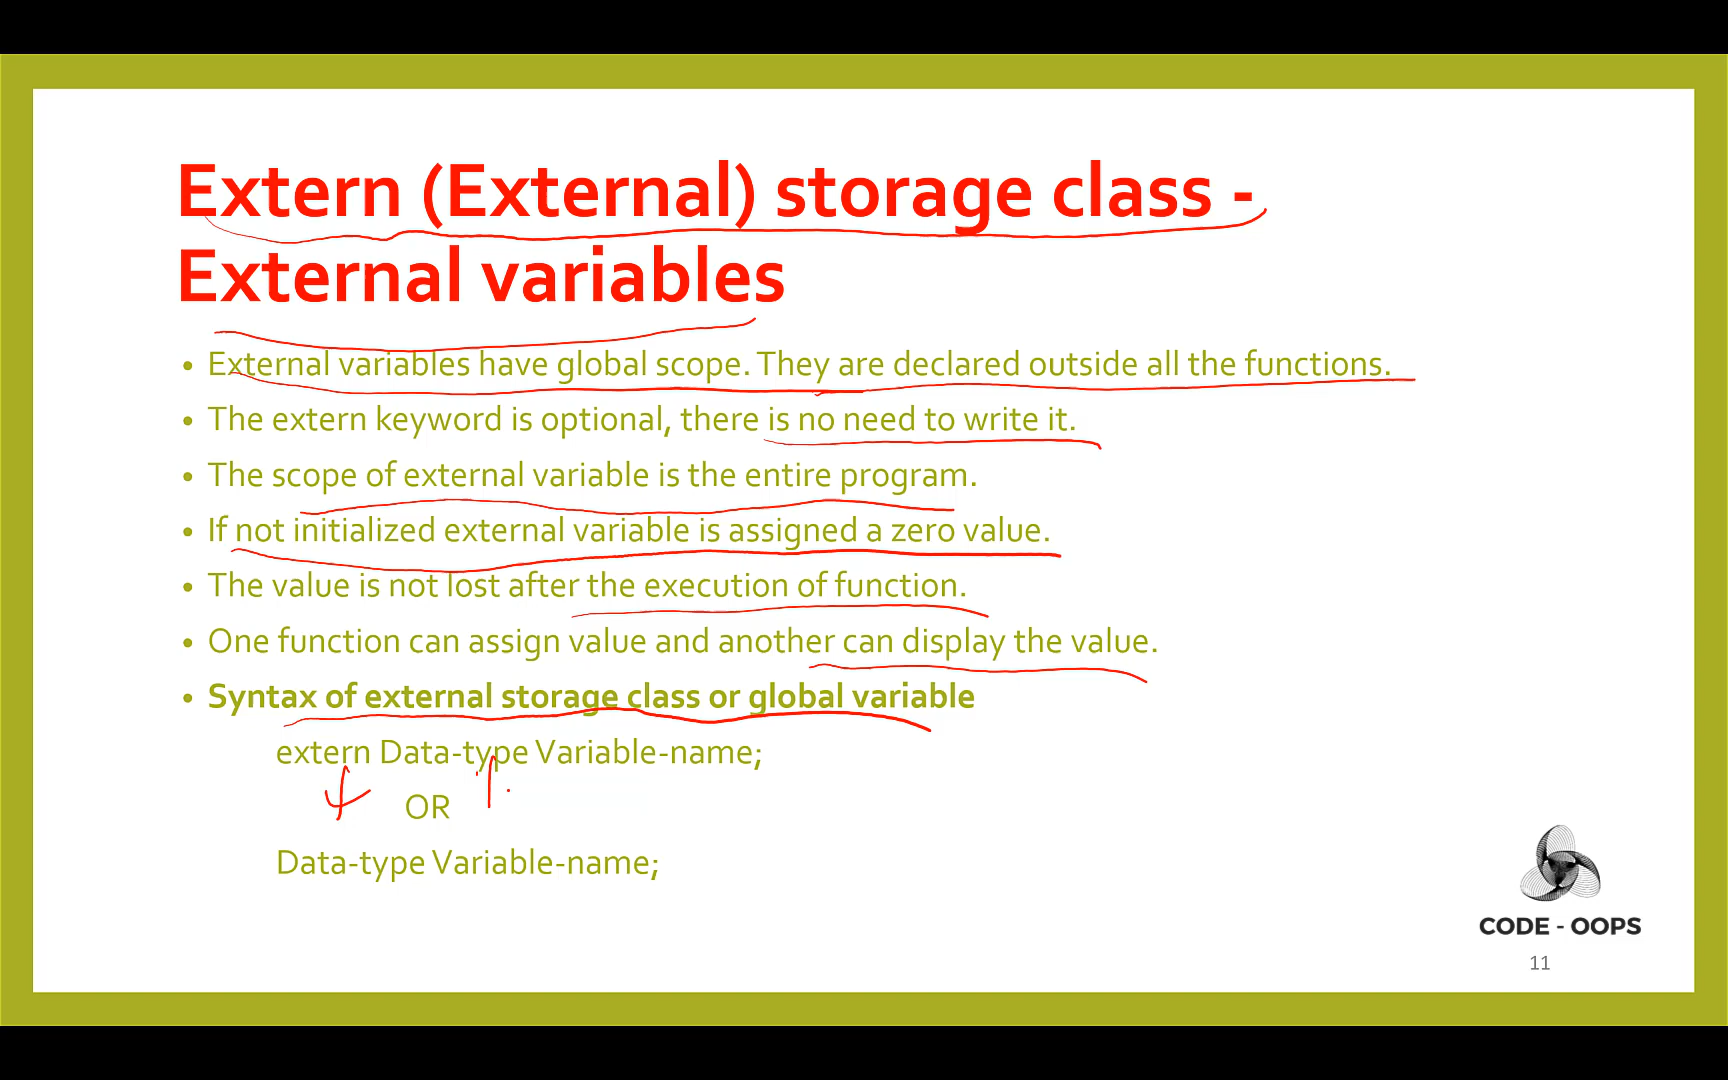 Extern (External) storage class -
External variables
• External variables have global scope. They are declared outside all the functions.
• The extern keyword is optional, there is no need to write it.
• The scope of external variable is the entire program.
• If not initialized external variable is assigned a zero value.
• The value is not lost after the execution of function.
• One function can assign value and another can display the value.
• Syntax of external storage class or global variable
extern Data-type Variable-name;
OR
Data-type Variable-name;
CODE - OOPS
11